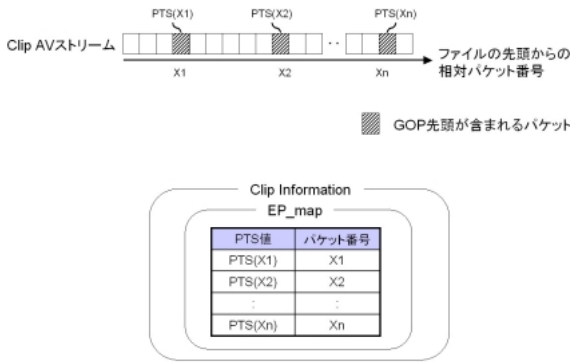 PTS(X1) PTS(X2) PTS(Xn)
Clip AVストリーム
‥
ファイルの先頭からの
相対パケット番号
X1 X2 Xn
GOP先頭が含まれるパケット
Clip Information
EP_map
PTS値 パケット番号
PTS(X1) X1
PTS(X2) X2
: :
PTS(Xn) Xn